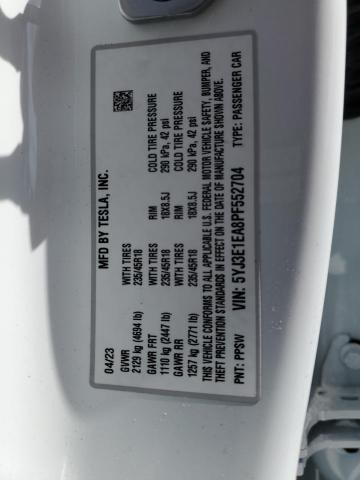 MFD BY TESLA, INC.
04/23
GVWR WITH TIRES RIM COLD TIRE PRESSURE
2129 kg (4694 lb) 235/45R18 18X8.5J 290 kPa, 42 psi
GAWR FRT WITH TIRES RIM COLD TIRE PRESSURE
1110 kg (2447 lb) 235/45R18 18X8.5J 290 kPa, 42 psi
GAWR RR WITH TIRES RIM COLD TIRE PRESSURE
1257 kg (2771 lb) 235/45R18 18X8.5J 290 kPa, 42 psi
THIS VEHICLE CONFORMS TO ALL APPLICABLE U.S. FEDERAL MOTOR VEHICLE SAFETY, BUMPER, AND
THEFT PREVENTION STANDARDS IN EFFECT ON THE DATE OF MANUFACTURE SHOWN ABOVE.
PNT: PPSW VIN: 5YJ3E1EA8PF552704 TYPE: PASSENGER CAR